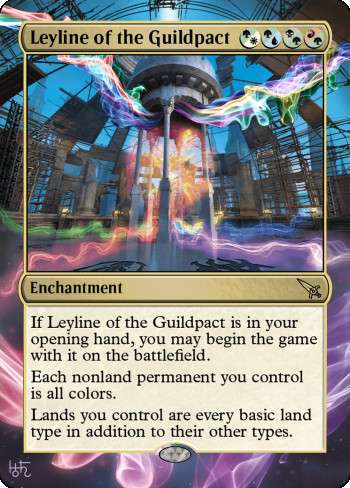 Leyline of the Guildpact
Enchantment
If Leyline of the Guildpact is in your
opening hand, you may begin the game
with it on the battlefield.
Each nonland permanent you control
is all colors.
Lands you control are every basic land
type in addition to their other types.